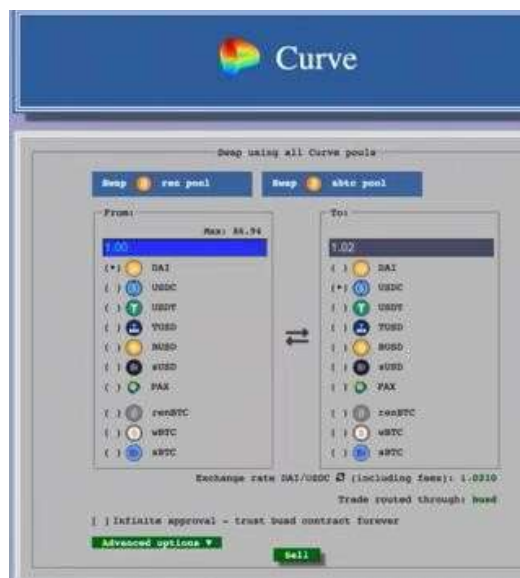 Curve
Swap using all Curve pools
Swap ren pool
Swap sbtc pool
From:
Max: 86.94
1.00
(*) DAI
( ) USDC
( ) USDT
( ) TUSD
( ) BUSD
( ) sUSD
( ) PAX
( ) renBTC
( ) wBTC
( ) sBTC
To:
1.02
( ) DAI
(*) USDC
( ) USDT
( ) TUSD
( ) BUSD
( ) sUSD
( ) PAX
( ) renBTC
( ) wBTC
( ) sBTC
Exchange rate DAI/USDC (including fees): 1.0210
Trade routed through: busd
[ ] Infinite approval - trust busd contract forever
Advanced options ▼
Sell